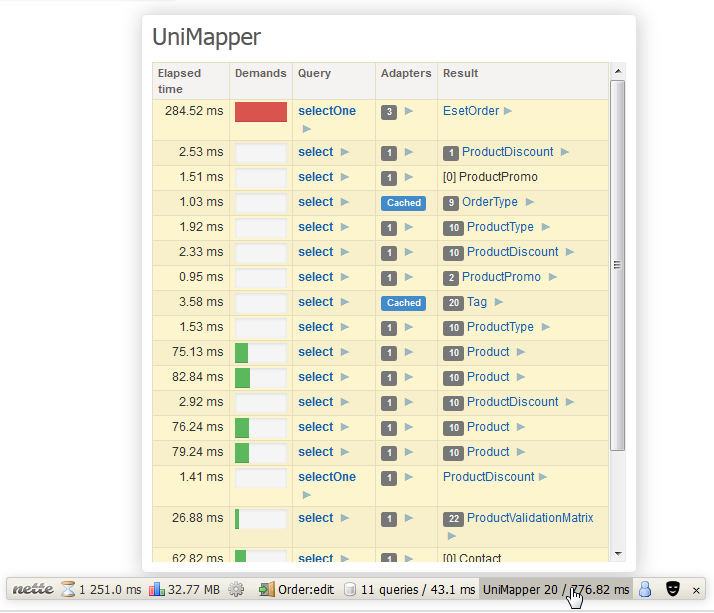 UniMapper
Elapsed time Demands Query Adapters Result
284.52 ms selectOne 3 EsetOrder
2.53 ms select 1 1 ProductDiscount
1.51 ms select 1 [0] ProductPromo
1.03 ms select Cached 9 OrderType
1.92 ms select 1 10 ProductType
2.33 ms select 1 10 ProductDiscount
0.95 ms select 1 2 ProductPromo
3.58 ms select Cached 20 Tag
1.53 ms select 1 10 ProductType
75.13 ms select 1 10 Product
82.84 ms select 1 10 Product
2.92 ms select 1 10 ProductDiscount
76.24 ms select 1 10 Product
79.24 ms select 1 10 Product
1.41 ms selectOne 1 ProductDiscount
26.88 ms select 1 22 ProductValidationMatrix
62.82 ms select 1 [0] Contact
nette 1 251.0 ms 32.77 MB Order:edit 11 queries / 43.1 ms UniMapper 20 / 776.82 ms ×